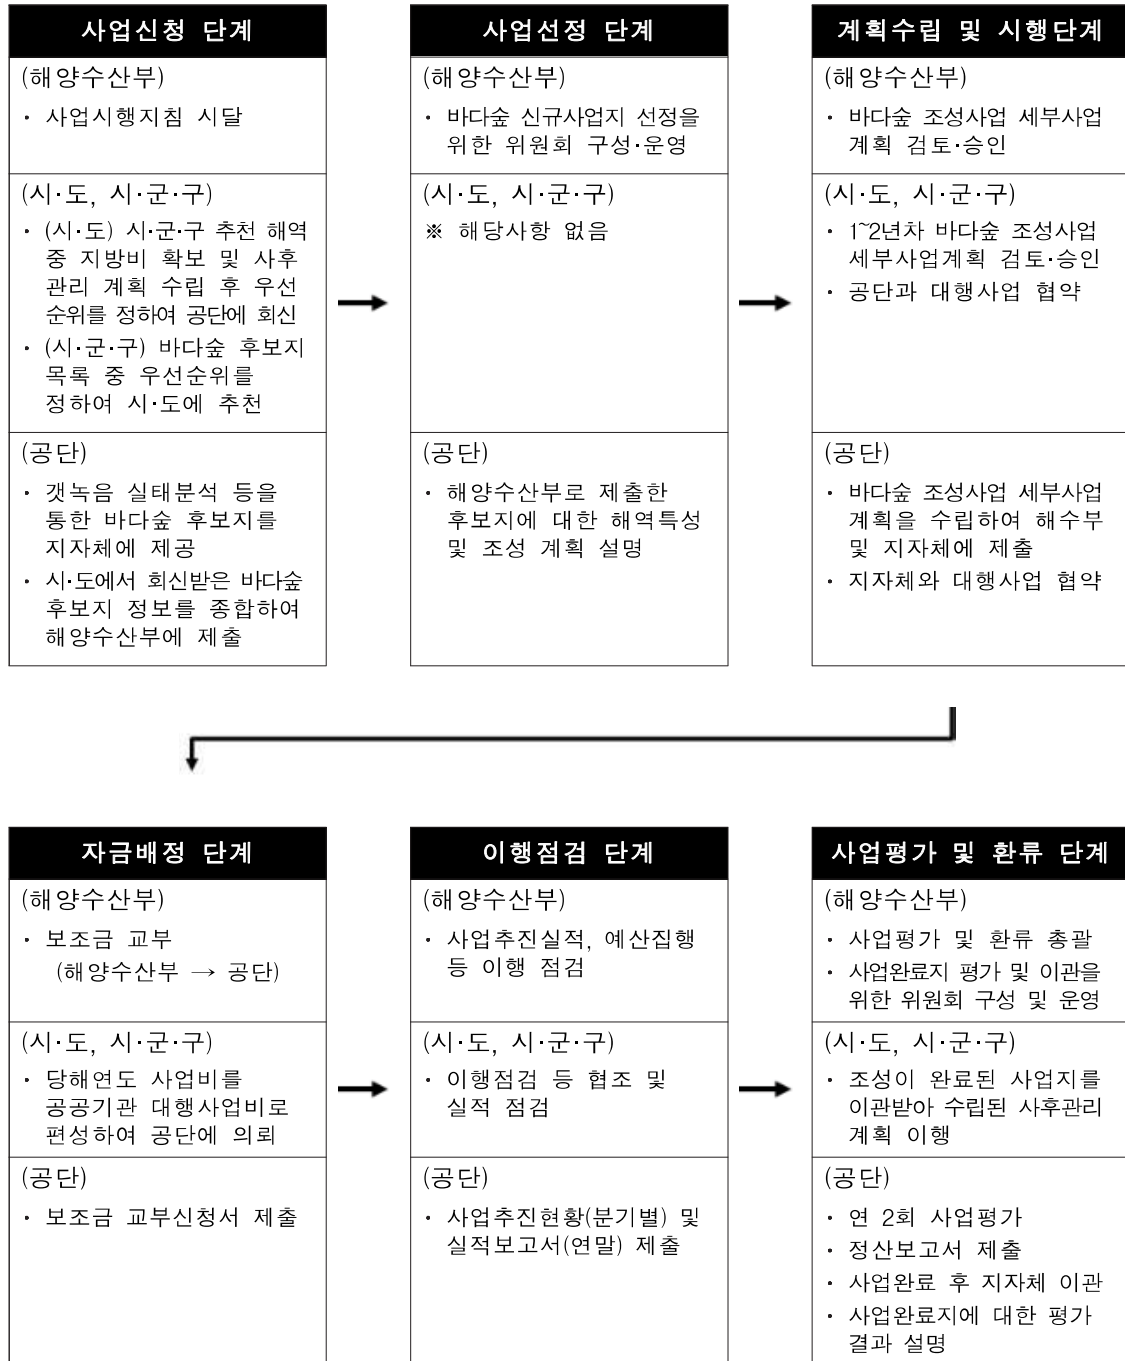 사업신청 단계
(해양수산부)
· 사업시행지침 시달
(시·도, 시·군·구)
· (시·도) 시·군·구 추천 해역
중 지방비 확보 및 사후
관리 계획 수립 후 우선
순위를 정하여 공단에 회신
· (시·군·구) 바다숲 후보지
목록 중 우선순위를
정하여 시·도에 추천
(공단)
· 갯녹음 실태분석 등을
통한 바다숲 후보지를
지자체에 제공
· 시·도에서 회신받은 바다숲
후보지 정보를 종합하여
해양수산부에 제출
사업선정 단계
(해양수산부)
· 바다숲 신규사업지 선정을
위한 위원회 구성·운영
(시·도, 시·군·구)
※ 해당사항 없음
(공단)
· 해양수산부로 제출한
후보지에 대한 해역특성
및 조성 계획 설명
계획수립 및 시행단계
(해양수산부)
· 바다숲 조성사업 세부사업
계획 검토·승인
(시·도, 시·군·구)
· 1~2년차 바다숲 조성사업
세부사업계획 검토·승인
· 공단과 대행사업 협약
(공단)
· 바다숲 조성사업 세부사업
계획을 수립하여 해수부
및 지자체에 제출
· 지자체와 대행사업 협약
자금배정 단계
(해양수산부)
· 보조금 교부
(해양수산부 → 공단)
(시·도, 시·군·구)
· 당해연도 사업비를
공공기관 대행사업비로
편성하여 공단에 의뢰
(공단)
· 보조금 교부신청서 제출
이행점검 단계
(해양수산부)
· 사업추진실적, 예산집행
등 이행 점검
(시·도, 시·군·구)
· 이행점검 등 협조 및
실적 점검
(공단)
· 사업추진현황(분기별) 및
실적보고서(연말) 제출
사업평가 및 환류 단계
(해양수산부)
· 사업평가 및 환류 총괄
· 사업완료지 평가 및 이관을
위한 위원회 구성 및 운영
(시·도, 시·군·구)
· 조성이 완료된 사업지를
이관받아 수립된 사후관리
계획 이행
(공단)
· 연 2회 사업평가
· 정산보고서 제출
· 사업완료 후 지자체 이관
· 사업완료지에 대한 평가
결과 설명